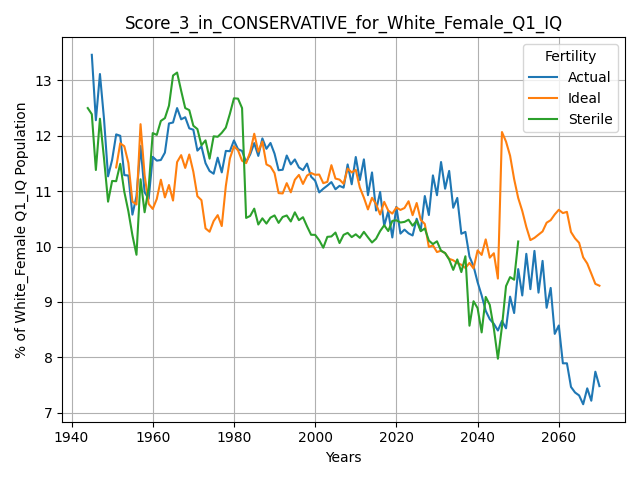 Score_3_in_CONSERVATIVE_for_White_Female_Q1_IQ
Fertility
Actual
Ideal
Sterile
% of White_Female Q1_IQ Population
13
12
11
10
9
8
7
1940 1960 1980 2000 2020 2040 2060
Years